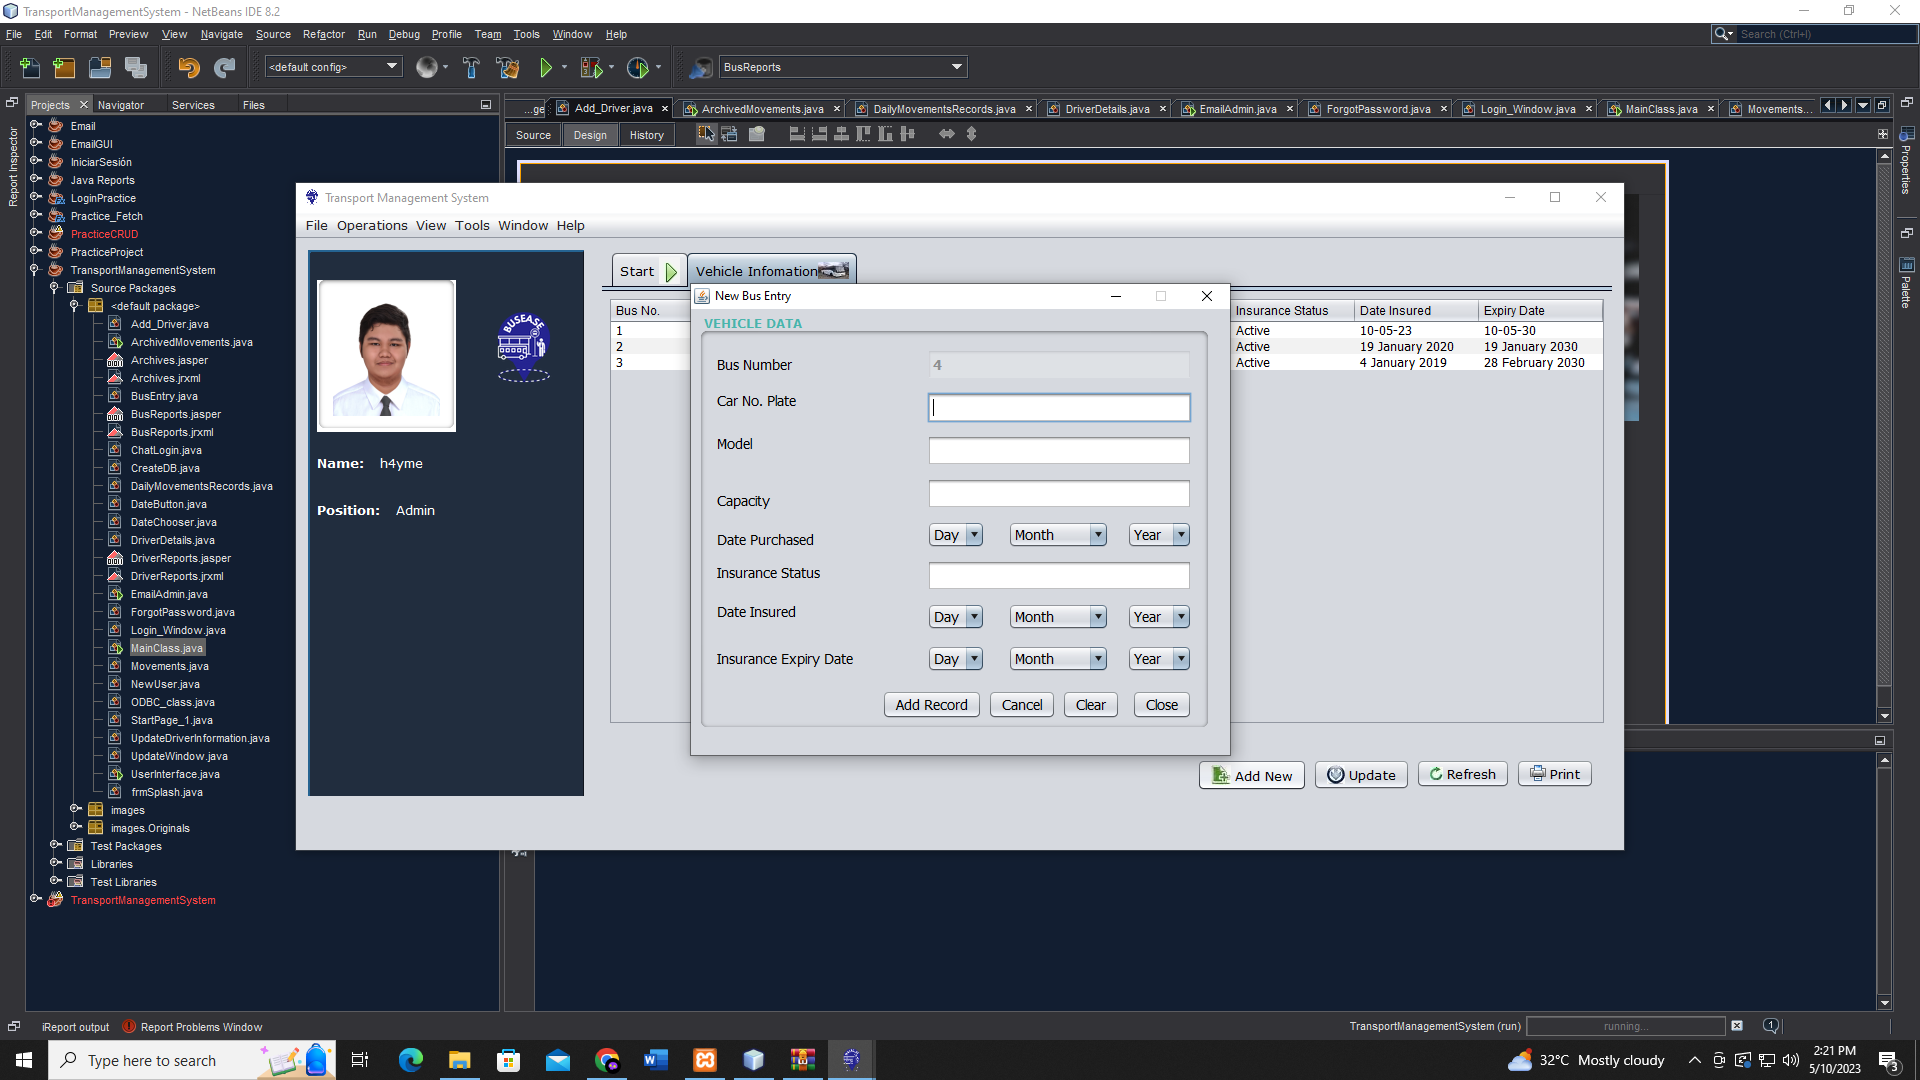 TransportManagementSystem - NetBeans IDE 8.2
File Edit Format Preview View Navigate Source Refactor Run Debug Profile Team Tools Window Help
Search (Ctrl+I)
<default config>
BusReports
Projects Navigator Services Files
...ge Add_Driver.java ArchivedMovements.java DailyMovementsRecords.java DriverDetails.java EmailAdmin.java ForgotPassword.java Login_Window.java MainClass.java Movements...
Source Design History
Report Inspector
Properties
Palette
Email
EmailGUI
IniciarSesión
Java Reports
LoginPractice
Practice_Fetch
PracticeCRUD
PracticeProject
TransportManagementSystem
Source Packages
<default package>
Add_Driver.java
ArchivedMovements.java
Archives.jasper
Archives.jrxml
BusEntry.java
BusReports.jasper
BusReports.jrxml
ChatLogin.java
CreateDB.java
DailyMovementsRecords.java
DateButton.java
DateChooser.java
DriverDetails.java
DriverReports.jasper
DriverReports.jrxml
EmailAdmin.java
ForgotPassword.java
Login_Window.java
MainClass.java
Movements.java
NewUser.java
ODBC_class.java
StartPage_1.java
UpdateDriverInformation.java
UpdateWindow.java
UserInterface.java
frmSplash.java
images
images.Originals
Test Packages
Libraries
Test Libraries
TransportManagementSystem
Transport Management System
File Operations View Tools Window Help
BUSEASE
Name: h4yme
Position: Admin
Start Vehicle Infomation
Bus No. Insurance Status Date Insured Expiry Date
1 Active 10-05-23 10-05-30
2 Active 19 January 2020 19 January 2030
3 Active 4 January 2019 28 February 2030
New Bus Entry
VEHICLE DATA
Bus Number 4
Car No. Plate
Model
Capacity
Date Purchased Day Month Year
Insurance Status
Date Insured Day Month Year
Insurance Expiry Date Day Month Year
Add Record Cancel Clear Close
Add New Update Refresh Print
iReport output Report Problems Window
TransportManagementSystem (run) running... 1
Type here to search
32°C Mostly cloudy
2:21 PM
5/10/2023
3